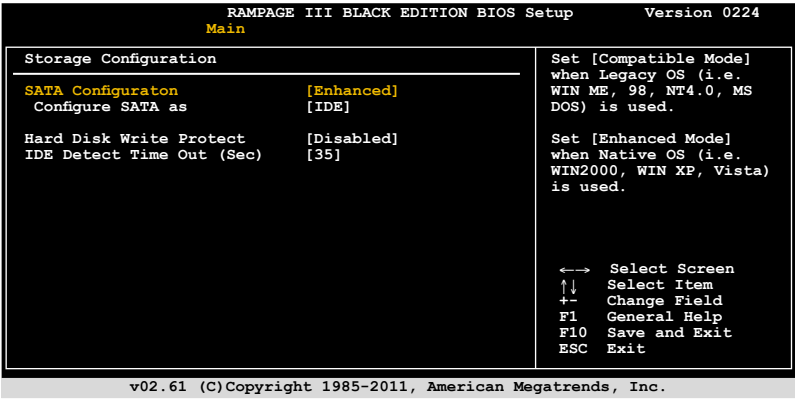 RAMPAGE III BLACK EDITION BIOS Setup Version 0224
Main
Storage Configuration
SATA Configuraton [Enhanced]
Configure SATA as [IDE]
Hard Disk Write Protect [Disabled]
IDE Detect Time Out (Sec) [35]
Set [Compatible Mode]
when Legacy OS (i.e.
WIN ME, 98, NT4.0, MS
DOS) is used.
Set [Enhanced Mode]
when Native OS (i.e.
WIN2000, WIN XP, Vista)
is used.
←→ Select Screen
↑↓ Select Item
+- Change Field
F1 General Help
F10 Save and Exit
ESC Exit
v02.61 (C)Copyright 1985-2011, American Megatrends, Inc.